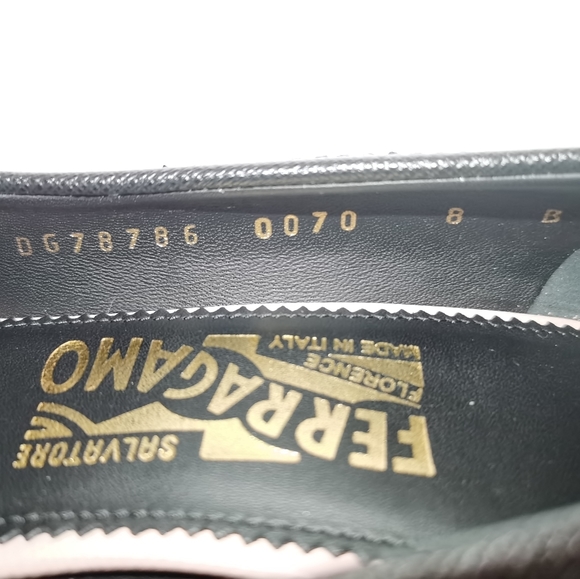 DG78786 0070 8 B
SALVATORE
FERRAGAMO
FLORENCE
MADE IN ITALY